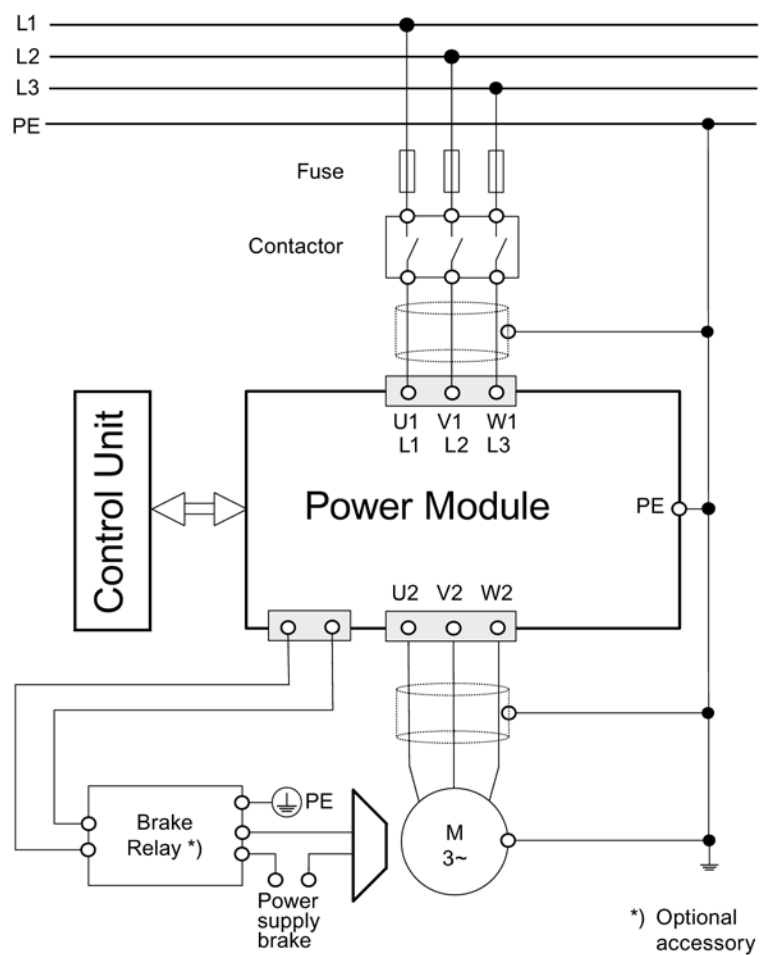 L1
L2
L3
PE
Fuse
Contactor
U1 V1 W1
L1 L2 L3
Control Unit
Power Module
PE
U2 V2 W2
Brake
Relay *)
PE
M
3~
Power
supply
brake
*) Optional
accessory